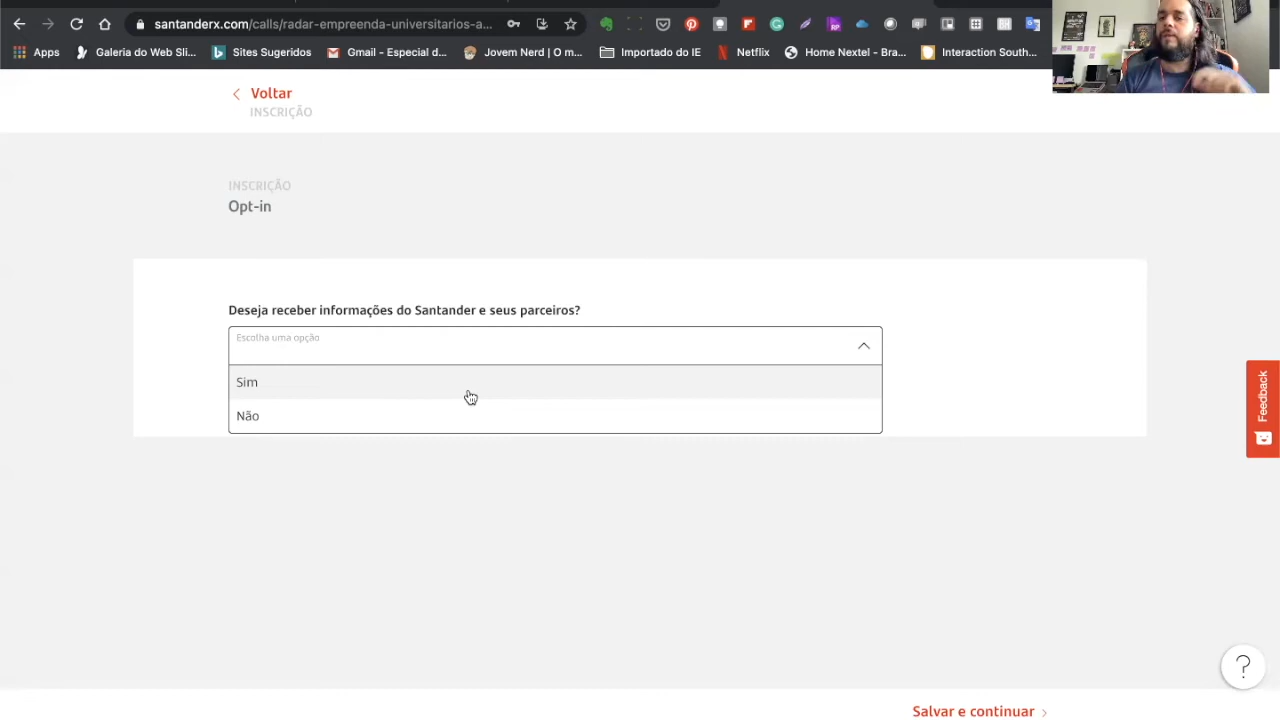 santanderx.com/calls/radar-empreenda-universitarios-a...
Apps
Galeria do Web Sli...
Sites Sugeridos
Gmail - Especial d...
Jovem Nerd | O m...
Importado do IE
Netflix
Home Nextel - Bra...
Interaction South...
Voltar
INSCRIÇÃO
INSCRIÇÃO
Opt-in
Deseja receber informações do Santander e seus parceiros?
Escolha uma opção
Sim
Não
Feedback
?
Salvar e continuar